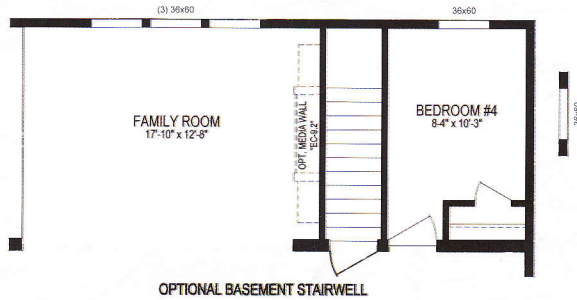 (3) 36x60
36x60
FAMILY ROOM
17'-10" x 12'-8"
OPT. MEDIA WALL
"EC-9.2"
BEDROOM #4
8-4" x 10'-3"
36x60
OPTIONAL BASEMENT STAIRWELL